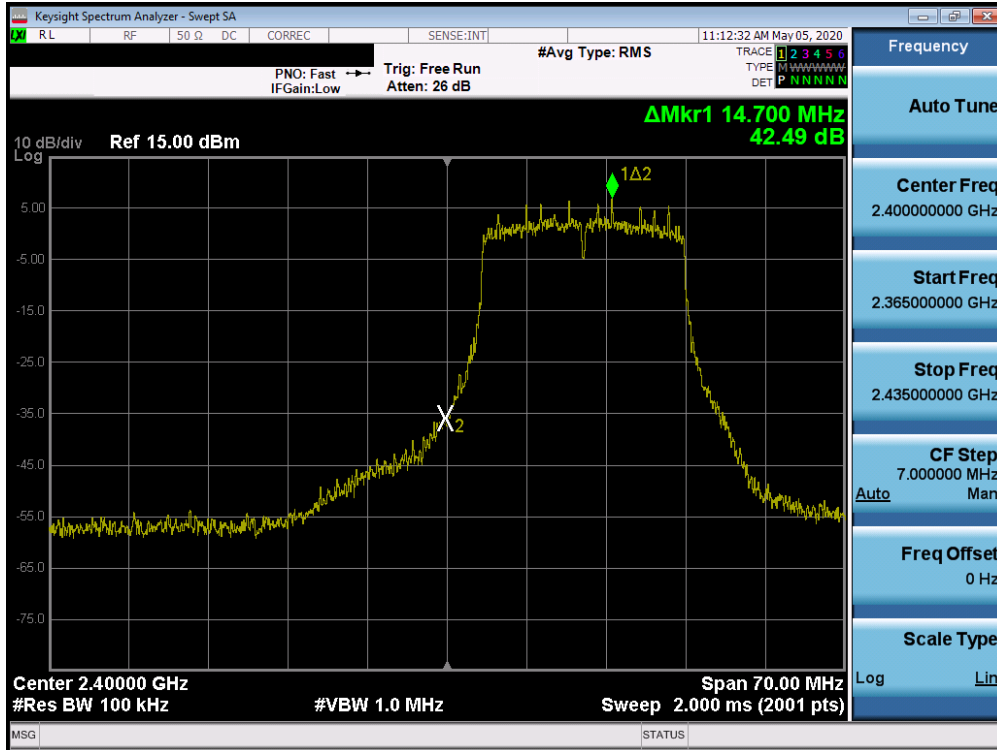 Keysight Spectrum Analyzer - Swept SA
LXI RL RF 50 Ω DC CORREC SENSE:INT 11:12:32 AM May 05, 2020
#Avg Type: RMS TRACE 1 2 3 4 5 6
PNO: Fast Trig: Free Run TYPE M WWWWW
IFGain:Low Atten: 26 dB DET P N N N N N
ΔMkr1 14.700 MHz
42.49 dB
10 dB/div Ref 15.00 dBm
Log
1Δ2
5.00
-5.00
-15.0
-25.0
-35.0
2
-45.0
-55.0
-65.0
-75.0
Center 2.40000 GHz Span 70.00 MHz
#Res BW 100 kHz #VBW 1.0 MHz Sweep 2.000 ms (2001 pts)
MSG STATUS
Frequency
Auto Tune
Center Freq
2.400000000 GHz
Start Freq
2.365000000 GHz
Stop Freq
2.435000000 GHz
CF Step
7.000000 MHz
Auto Man
Freq Offset
0 Hz
Scale Type
Log Lin